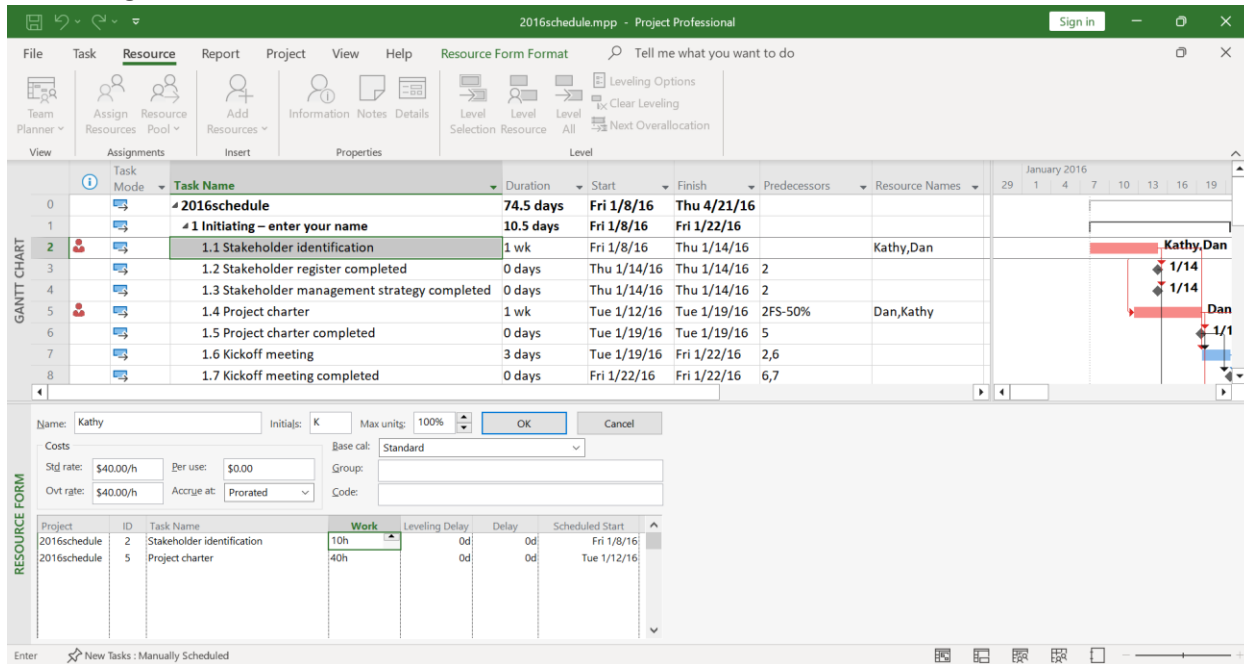 2016schedule.mpp - Project Professional
Sign in
File Task Resource Report Project View Help Resource Form Format Tell me what you want to do
Team Planner
Assign Resources
Resource Pool
Add Resources
Information Notes Details
Level Selection
Level Resource
Level All
Leveling Options
Clear Leveling
Next Overallocation
View Assignments Insert Properties Level
Task Mode Task Name Duration Start Finish Predecessors Resource Names
January 2016
29 1 4 7 10 13 16 19
0 2016schedule 74.5 days Fri 1/8/16 Thu 4/21/16
1 1 Initiating – enter your name 10.5 days Fri 1/8/16 Fri 1/22/16
2 1.1 Stakeholder identification 1 wk Fri 1/8/16 Thu 1/14/16 Kathy,Dan Kathy,Dan
3 1.2 Stakeholder register completed 0 days Thu 1/14/16 Thu 1/14/16 2 1/14
4 1.3 Stakeholder management strategy completed 0 days Thu 1/14/16 Thu 1/14/16 2 1/14
5 1.4 Project charter 1 wk Tue 1/12/16 Tue 1/19/16 2FS-50% Dan,Kathy Dan
6 1.5 Project charter completed 0 days Tue 1/19/16 Tue 1/19/16 5 1/1
7 1.6 Kickoff meeting 3 days Tue 1/19/16 Fri 1/22/16 2,6
8 1.7 Kickoff meeting completed 0 days Fri 1/22/16 Fri 1/22/16 6,7
GANTT CHART
Name: Kathy Initials: K Max units: 100% OK Cancel
Costs Base cal: Standard
Std rate: $40.00/h Per use: $0.00 Group:
Ovt rate: $40.00/h Accrue at: Prorated Code:
Project ID Task Name Work Leveling Delay Delay Scheduled Start
2016schedule 2 Stakeholder identification 10h 0d 0d Fri 1/8/16
2016schedule 5 Project charter 40h 0d 0d Tue 1/12/16
RESOURCE FORM
Enter New Tasks : Manually Scheduled